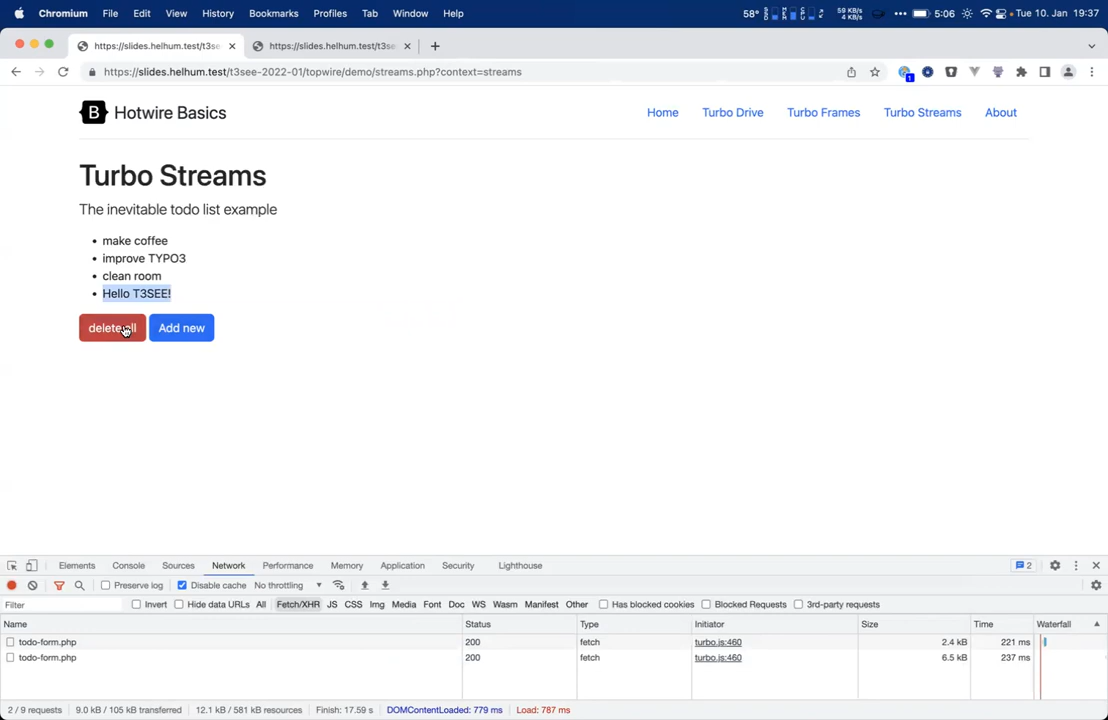 Chromium File Edit View History Bookmarks Profiles Tab Window Help 58° 59 KB/s 4 KB/s 5:06 Tue 10. Jan 19:37
https://slides.helhum.test/t3se https://slides.helhum.test/t3se
https://slides.helhum.test/t3see-2022-01/topwire/demo/streams.php?context=streams 1
B Hotwire Basics Home Turbo Drive Turbo Frames Turbo Streams About
Turbo Streams
The inevitable todo list example
• make coffee
• improve TYPO3
• clean room
• Hello T3SEE!
delete all Add new
Elements Console Sources Network Performance Memory Application Security Lighthouse 2
Preserve log Disable cache No throttling
Filter Invert Hide data URLs All Fetch/XHR JS CSS Img Media Font Doc WS Wasm Manifest Other Has blocked cookies Blocked Requests 3rd-party requests
Name Status Type Initiator Size Time Waterfall
todo-form.php 200 fetch turbo.js:460 2.4 kB 221 ms
todo-form.php 200 fetch turbo.js:460 6.5 kB 237 ms
2 / 9 requests 9.0 kB / 105 kB transferred 12.1 kB / 581 kB resources Finish: 17.59 s DOMContentLoaded: 779 ms Load: 787 ms